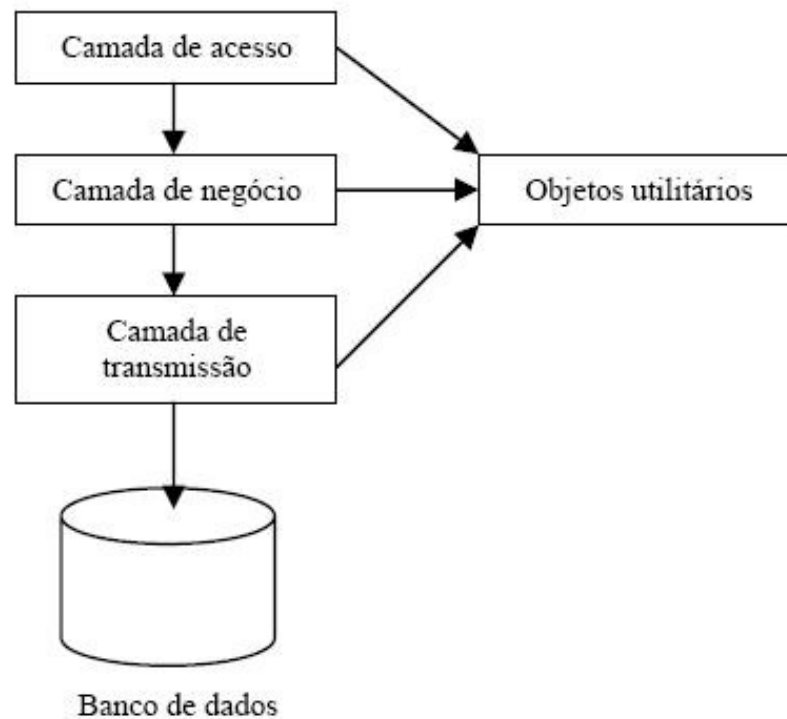 Camada de acesso
Camada de negócio
Objetos utilitários
Camada de
transmissão
Banco de dados